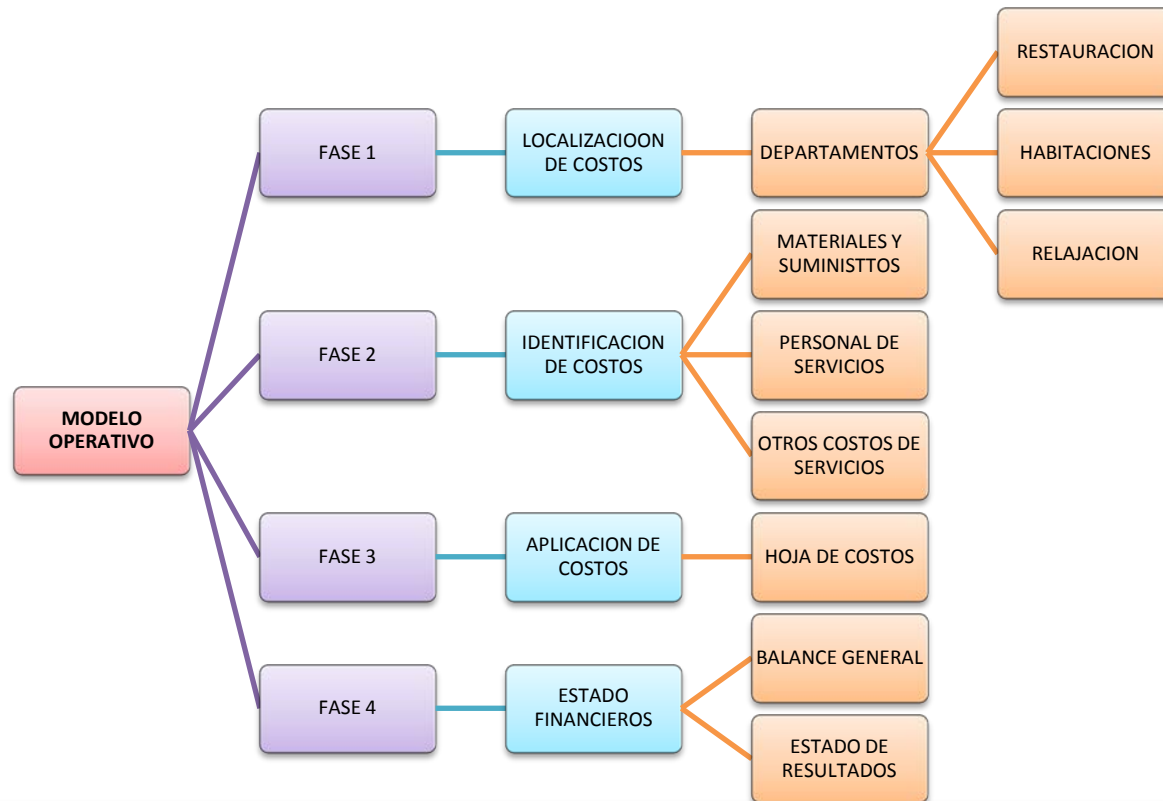 MODELO
OPERATIVO
FASE 1
LOCALIZACIOON
DE COSTOS
DEPARTAMENTOS
RESTAURACION
HABITACIONES
RELAJACION
FASE 2
IDENTIFICACION
DE COSTOS
MATERIALES Y
SUMINISTTOS
PERSONAL DE
SERVICIOS
OTROS COSTOS DE
SERVICIOS
FASE 3
APLICACION DE
COSTOS
HOJA DE COSTOS
FASE 4
ESTADO
FINANCIEROS
BALANCE GENERAL
ESTADO DE
RESULTADOS